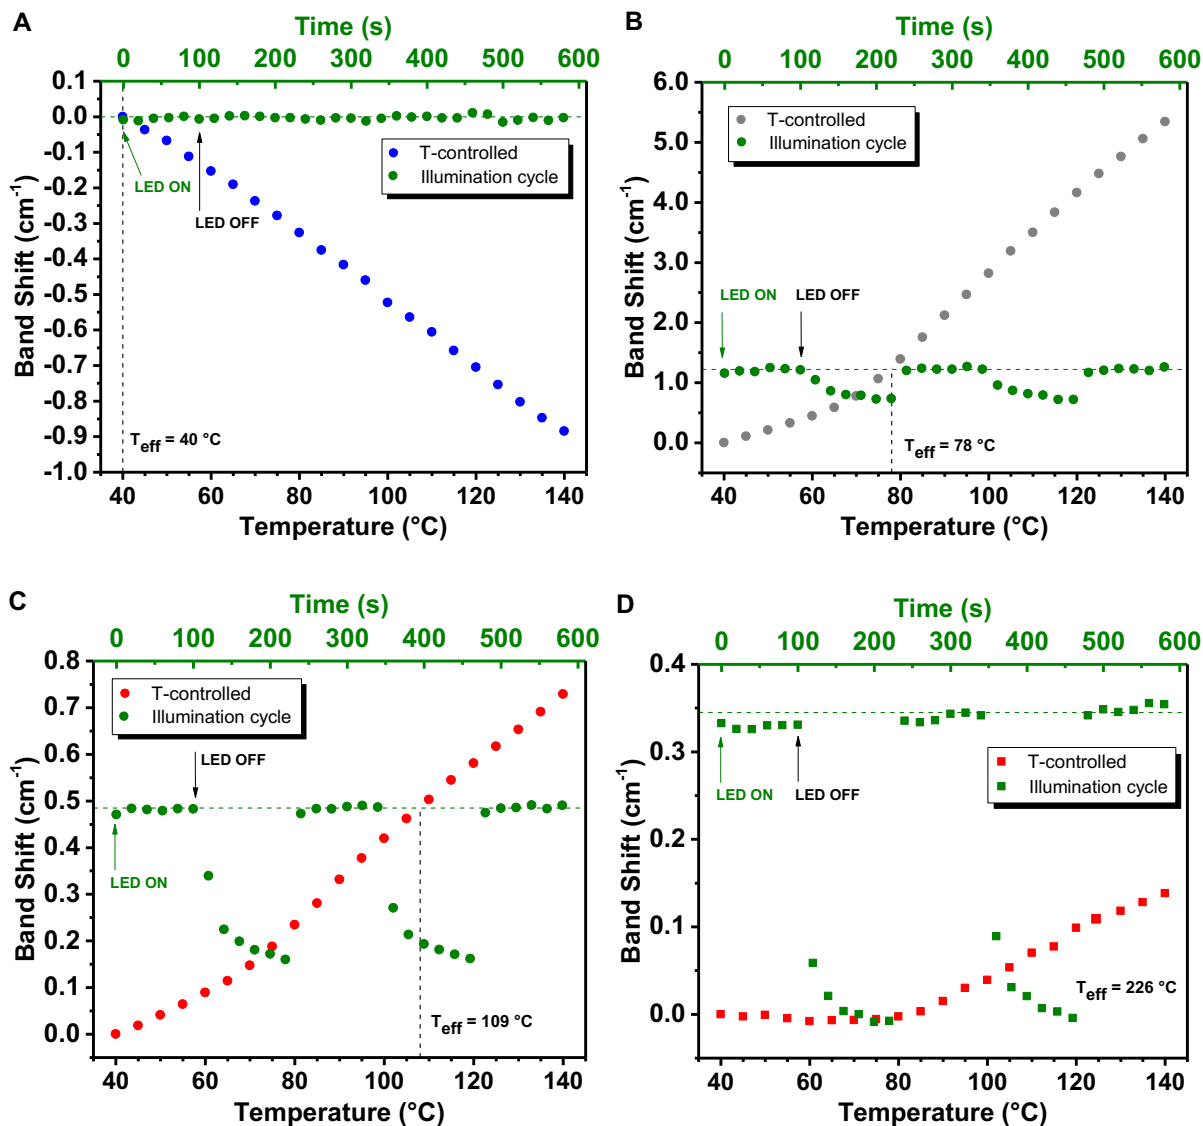 A
Time (s)
0 100 200 300 400 500 600
0.1
0.0
-0.1
-0.2
-0.3
-0.4
-0.5
-0.6
-0.7
-0.8
-0.9
-1.0
Band Shift (cm-1)
T-controlled
Illumination cycle
LED ON
LED OFF
Teff = 40 °C
40 60 80 100 120 140
Temperature (°C)
B
Time (s)
0 100 200 300 400 500 600
6.0
5.0
4.0
3.0
2.0
1.0
0.0
Band Shift (cm-1)
T-controlled
Illumination cycle
LED ON
LED OFF
Teff = 78 °C
40 60 80 100 120 140
Temperature (°C)
C
Time (s)
0 100 200 300 400 500 600
0.8
0.7
0.6
0.5
0.4
0.3
0.2
0.1
0.0
Band Shift (cm-1)
T-controlled
Illumination cycle
LED OFF
LED ON
Teff = 109 °C
40 60 80 100 120 140
Temperature (°C)
D
Time (s)
0 100 200 300 400 500 600
0.4
0.3
0.2
0.1
0.0
Band Shift (cm-1)
T-controlled
Illumination cycle
LED ON
LED OFF
Teff = 226 °C
40 60 80 100 120 140
Temperature (°C)